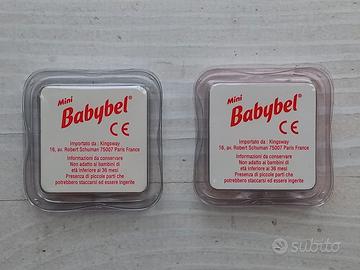 Mini
Babybel®
CE
Importato da : Kingsway
16, av. Robert Schuman 75007 Paris France
Informazioni da conservare
Non adatto ai bambini di
età inferiore ai 36 mesi
Presenza di piccole parti che
potrebbero staccarsi ed essere ingerite
Mini
Babybel®
CE
Importato da : Kingsway
16, av. Robert Schuman 75007 Paris France
Informazioni da conservare
Non adatto ai bambini di
età inferiore ai 36 mesi
Presenza di piccole parti che
potrebbero staccarsi ed essere ingerite
subito